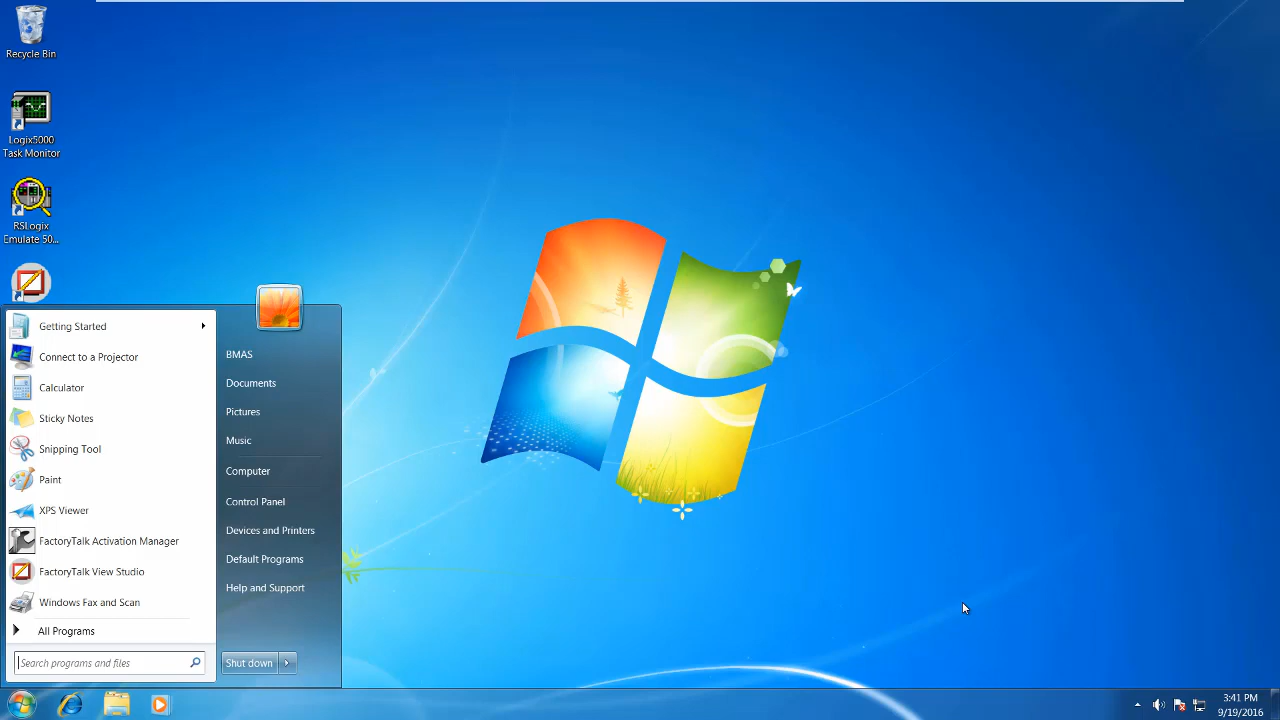 Recycle Bin
Logix5000
Task Monitor
RSLogix
Emulate 50...
Getting Started
Connect to a Projector
Calculator
Sticky Notes
Snipping Tool
Paint
XPS Viewer
FactoryTalk Activation Manager
FactoryTalk View Studio
Windows Fax and Scan
All Programs
Search programs and files
BMAS
Documents
Pictures
Music
Computer
Control Panel
Devices and Printers
Default Programs
Help and Support
Shut down
3:41 PM
9/19/2016